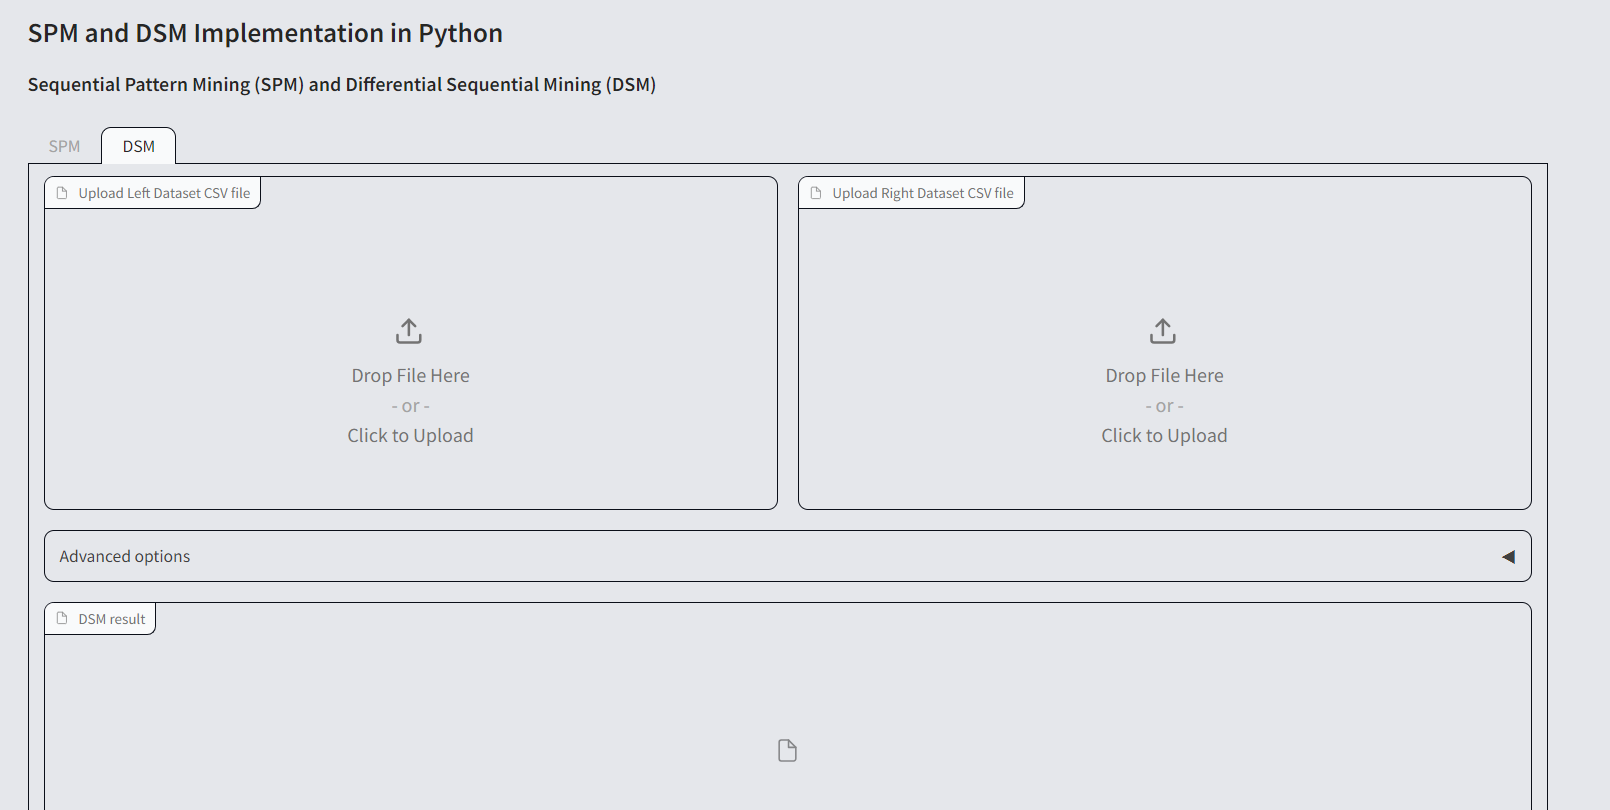 SPM and DSM Implementation in Python
Sequential Pattern Mining (SPM) and Differential Sequential Mining (DSM)
SPM
DSM
Upload Left Dataset CSV file
Upload Right Dataset CSV file
Drop File Here
- or -
Click to Upload
Drop File Here
- or -
Click to Upload
Advanced options
DSM result